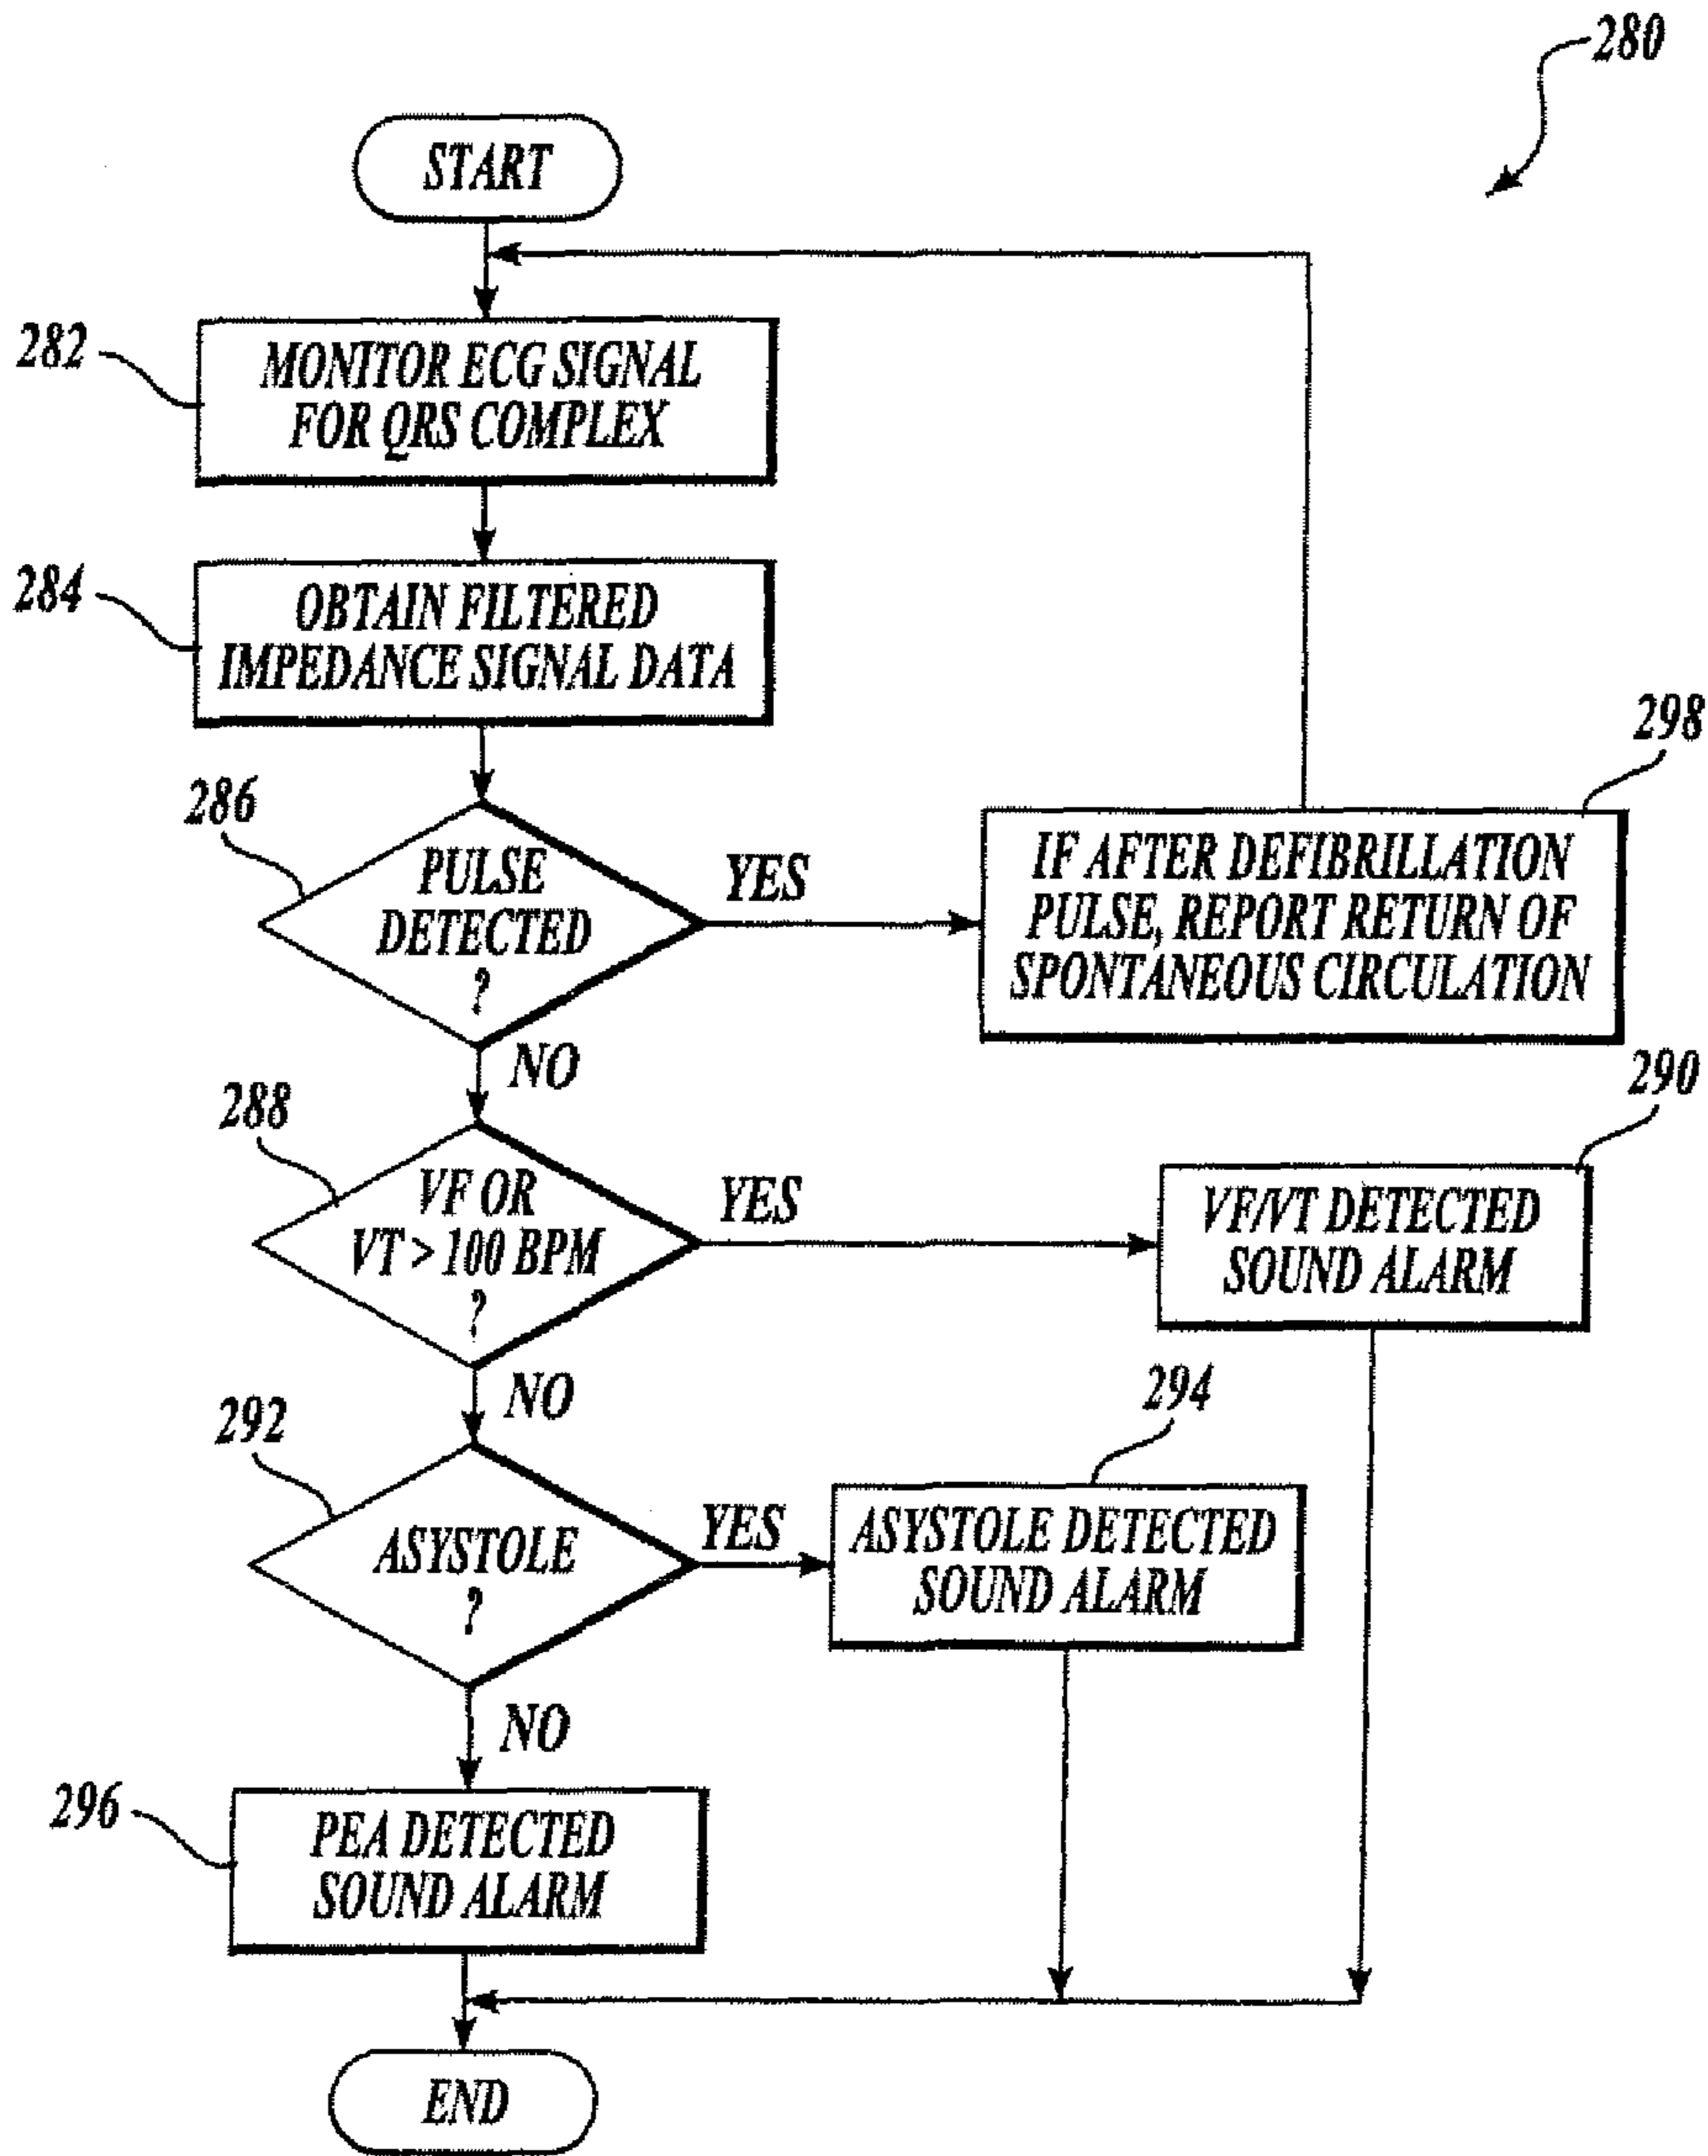 280
START
282
MONITOR ECG SIGNAL
FOR QRS COMPLEX
284
OBTAIN FILTERED
IMPEDANCE SIGNAL DATA
286
PULSE
DETECTED
?
YES
298
IF AFTER DEFIBRILLATION
PULSE, REPORT RETURN OF
SPONTANEOUS CIRCULATION
NO
288
VF OR
VT > 100 BPM
?
YES
290
VF/VT DETECTED
SOUND ALARM
NO
292
ASYSTOLE
?
YES
294
ASYSTOLE DETECTED
SOUND ALARM
NO
296
PEA DETECTED
SOUND ALARM
END